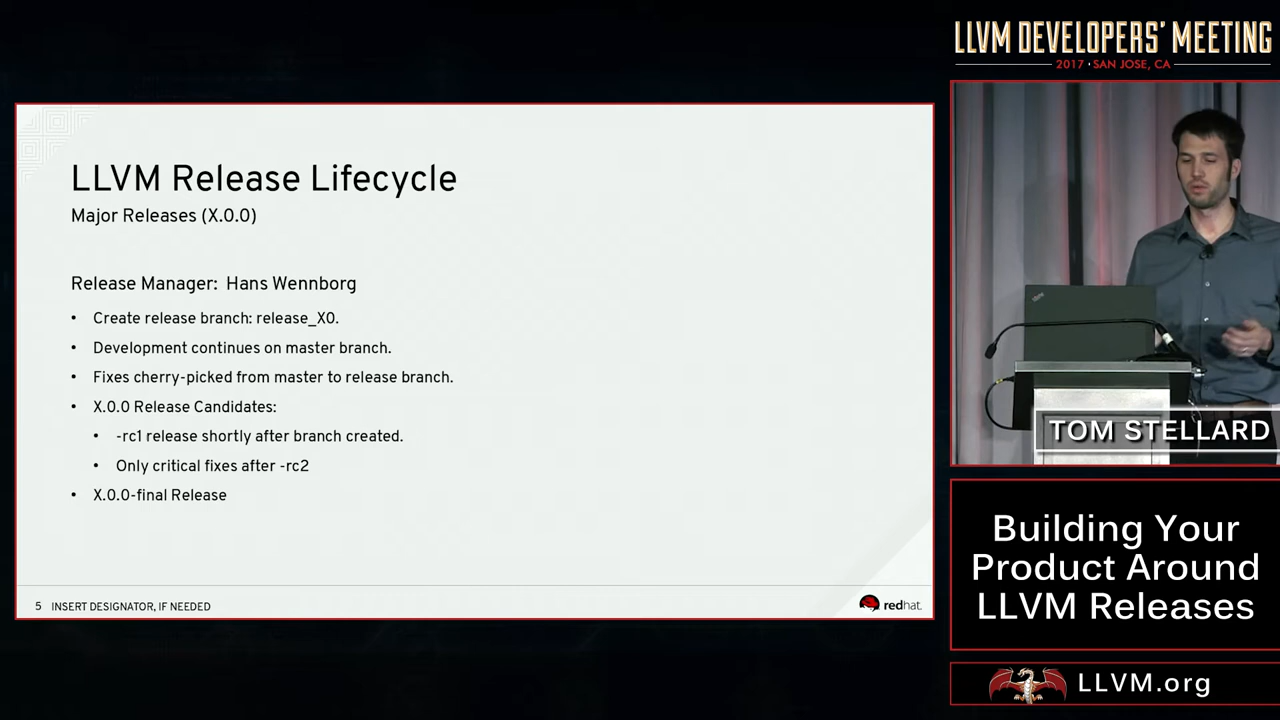 LLVM DEVELOPERS' MEETING
2017 • SAN JOSE, CA
LLVM Release Lifecycle
Major Releases (X.0.0)
Release Manager: Hans Wennborg
• Create release branch: release_X0.
• Development continues on master branch.
• Fixes cherry-picked from master to release branch.
• X.0.0 Release Candidates:
• -rc1 release shortly after branch created.
• Only critical fixes after -rc2
• X.0.0-final Release
5 INSERT DESIGNATOR, IF NEEDED
redhat.
TOM STELLARD
Building Your
Product Around
LLVM Releases
LLVM.org